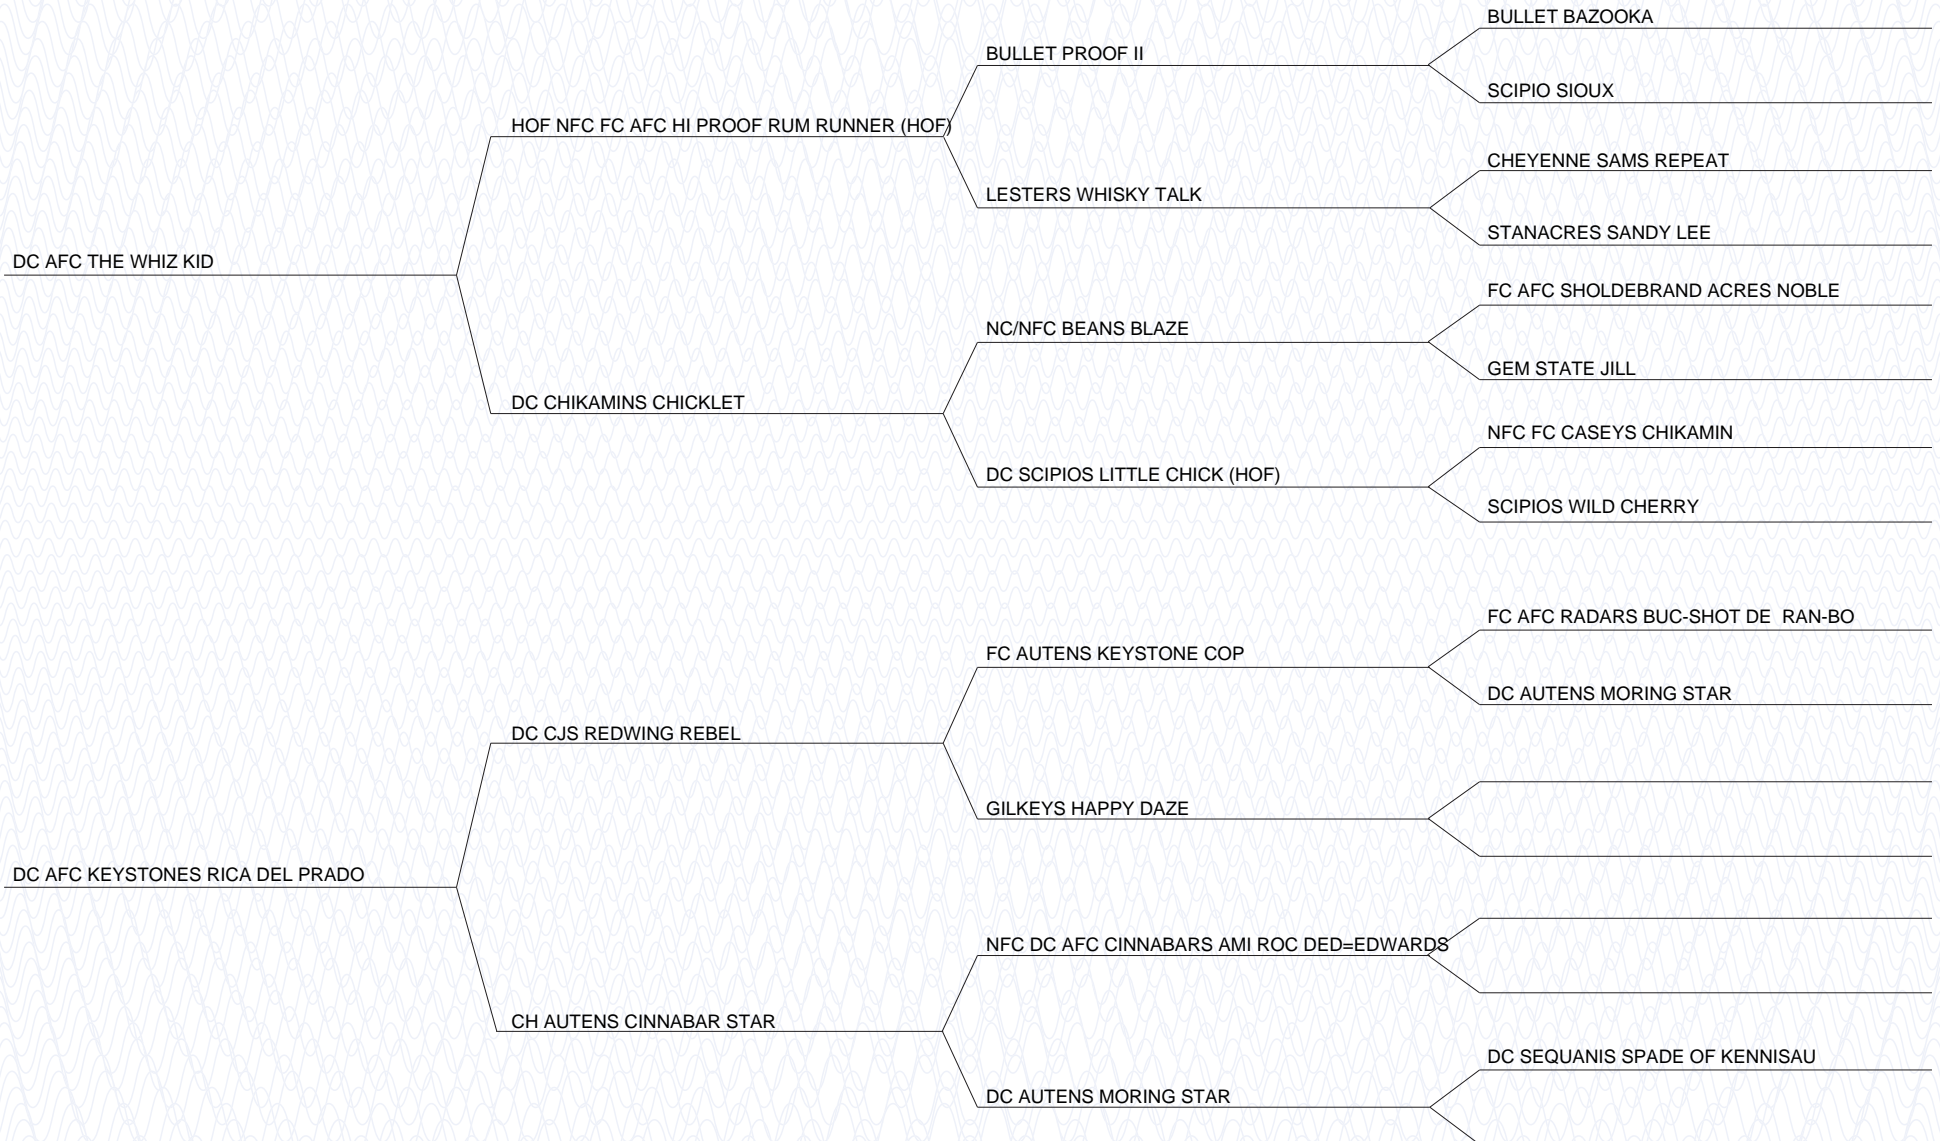 BULLET BAZOOKA
BULLET PROOF II
SCIPIO SIOUX
HOF NFC FC AFC HI PROOF RUM RUNNER (HOF)
CHEYENNE SAMS REPEAT
LESTERS WHISKY TALK
STANACRES SANDY LEE
DC AFC THE WHIZ KID
FC AFC SHOLDEBRAND ACRES NOBLE
NC/NFC BEANS BLAZE
GEM STATE JILL
DC CHIKAMINS CHICKLET
NFC FC CASEYS CHIKAMIN
DC SCIPIOS LITTLE CHICK (HOF)
SCIPIOS WILD CHERRY
FC AFC RADARS BUC-SHOT DE  RAN-BO
FC AUTENS KEYSTONE COP
DC AUTENS MORING STAR
DC CJS REDWING REBEL
GILKEYS HAPPY DAZE
DC AFC KEYSTONES RICA DEL PRADO
NFC DC AFC CINNABARS AMI ROC DED=EDWARDS
CH AUTENS CINNABAR STAR
DC SEQUANIS SPADE OF KENNISAU
DC AUTENS MORING STAR